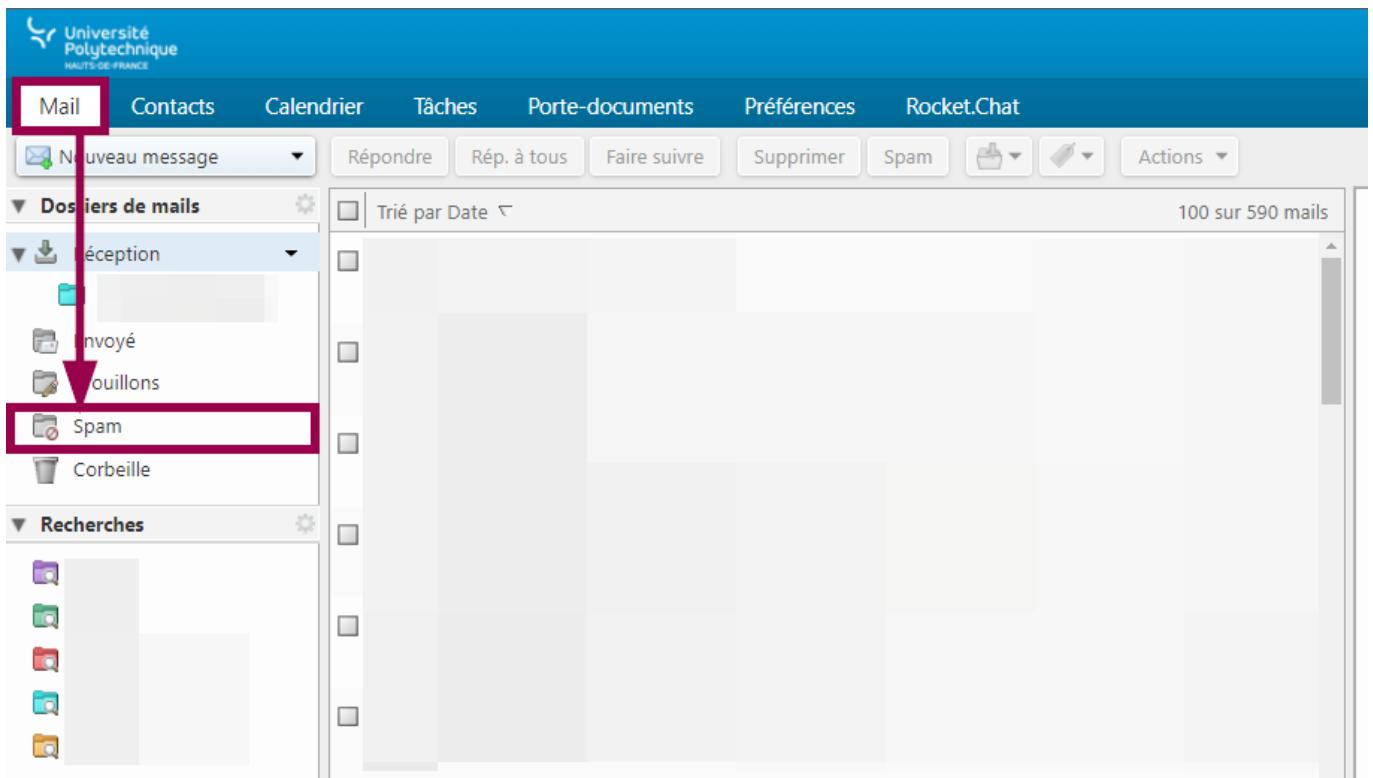 Université
Polytechnique
HAUTS-DE-FRANCE
Mail Contacts Calendrier Tâches Porte-documents Préférences Rocket.Chat
Nouveau message Répondre Rép. à tous Faire suivre Supprimer Spam Actions
Dossiers de mails
Trié par Date
100 sur 590 mails
Réception
Envoyé
Brouillons
Spam
Corbeille
Recherches